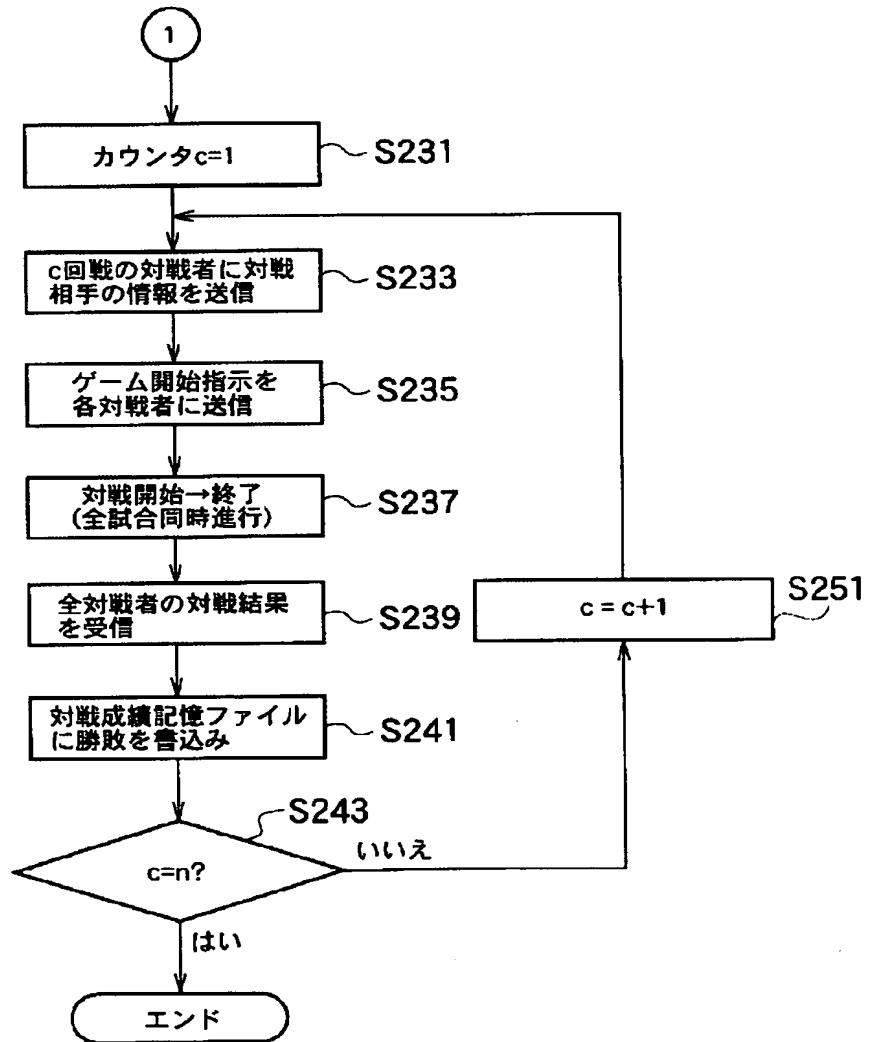 1
カウンタc=1
S231
c回戦の対戦者に対戦
相手の情報を送信
S233
ゲーム開始指示を
各対戦者に送信
S235
対戦開始→終了
(全試合同時進行)
S237
全対戦者の対戦結果
を受信
S239
c = c+1
S251
対戦成績記憶ファイル
に勝敗を書込み
S241
S243
c=n?
いいえ
はい
エンド